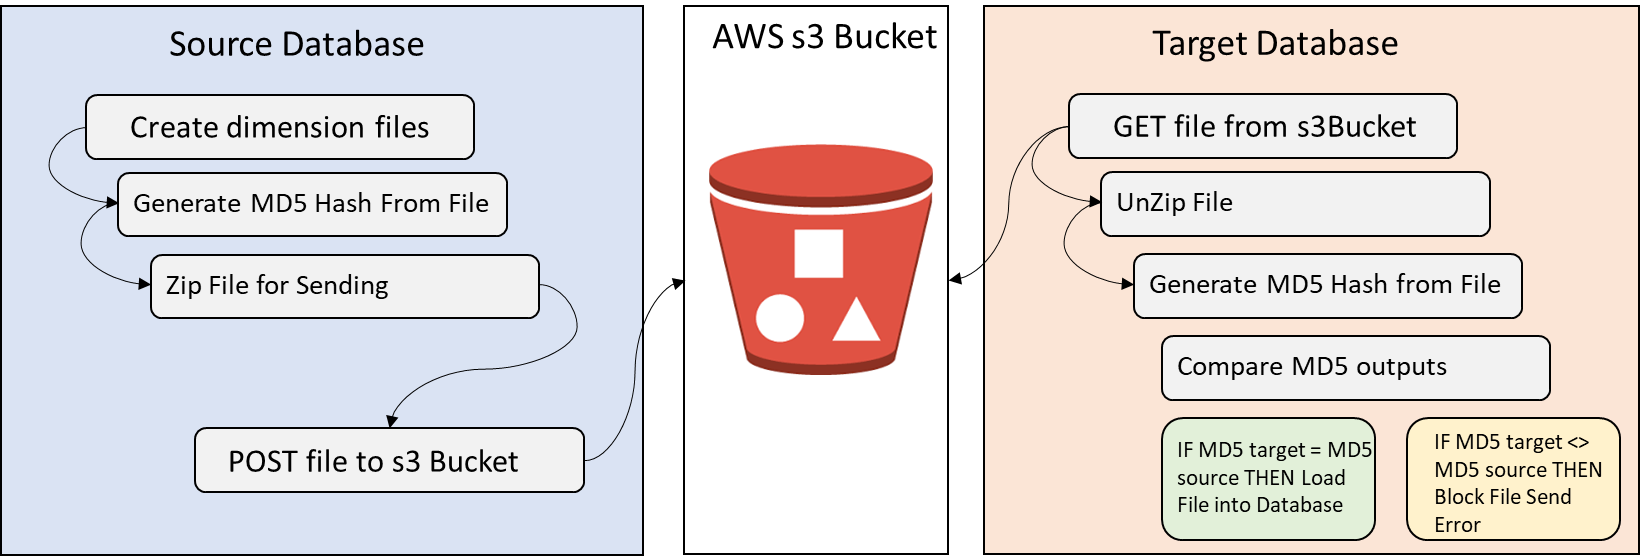 Source Database
Create dimension files
Generate MD5 Hash From File
Zip File for Sending
POST file to s3 Bucket
AWS s3 Bucket
Target Database
GET file from s3Bucket
UnZip File
Generate MD5 Hash from File
Compare MD5 outputs
IF MD5 target = MD5
source THEN Load
File into Database
IF MD5 target <>
MD5 source THEN
Block File Send
Error